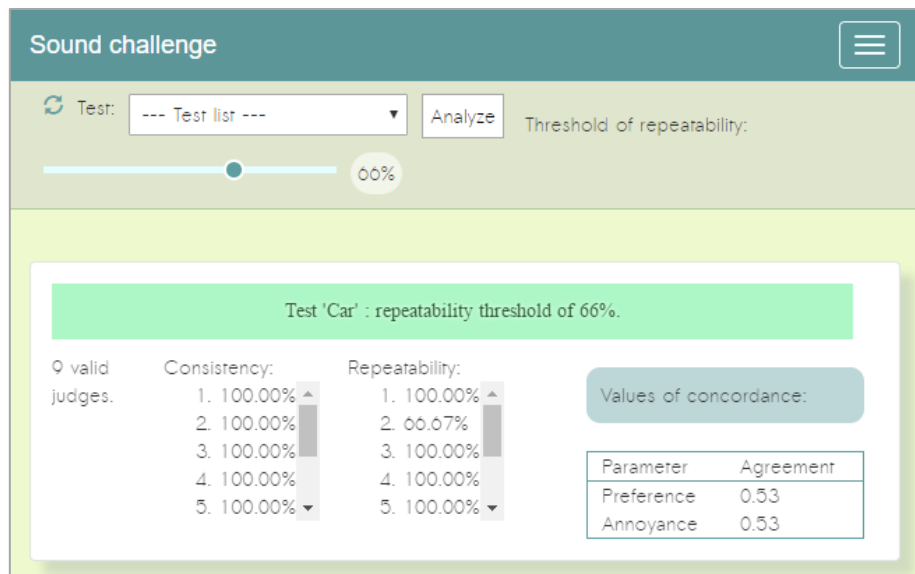 Sound challenge
Test: --- Test list --- Analyze Threshold of repeatability:
66%
Test 'Car' : repeatability threshold of 66%.
9 valid judges.
Consistency:
1. 100.00%
2. 100.00%
3. 100.00%
4. 100.00%
5. 100.00%
Repeatability:
1. 100.00%
2. 66.67%
3. 100.00%
4. 100.00%
5. 100.00%
Values of concordance:
Parameter Agreement
Preference 0.53
Annoyance 0.53